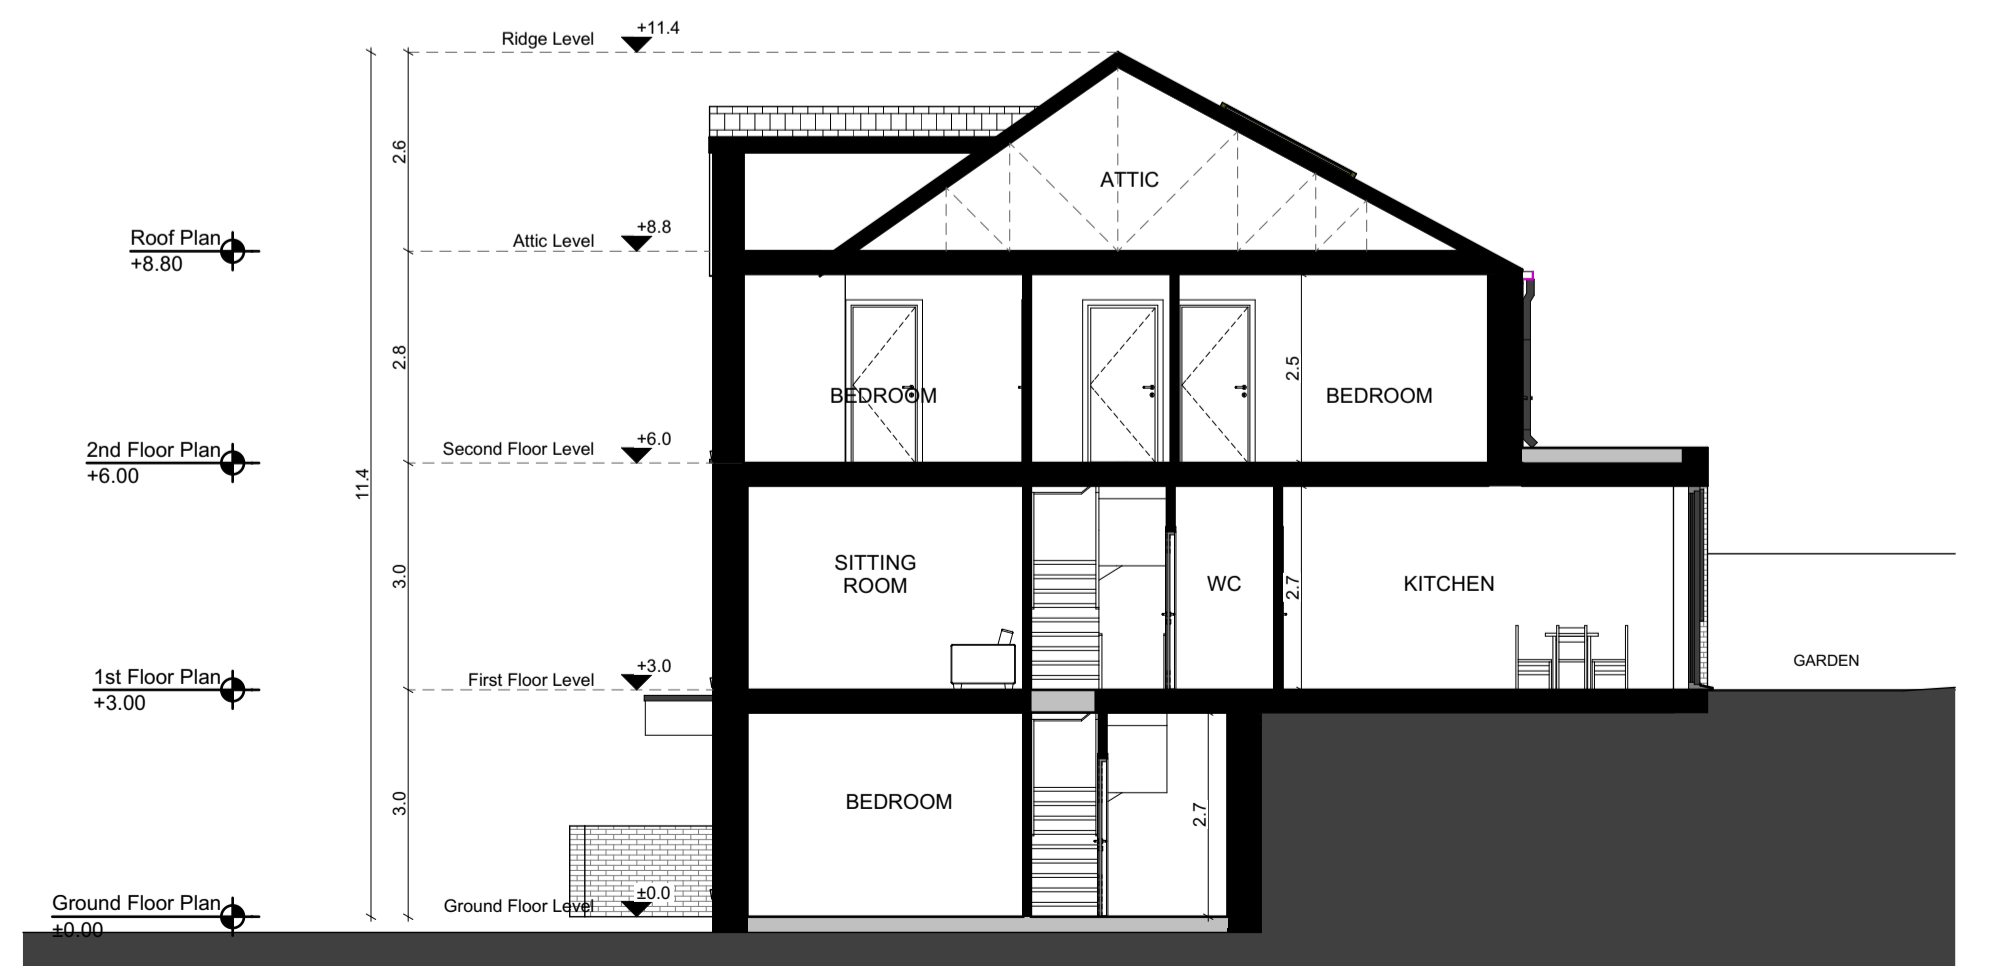 +11.4
Ridge Level
2.6
ATTIC
+8.8
Roof Plan
Attic Level
+8.80
2.8
2.5
BEDROOM
BEDROOM
+6.0
2nd Floor Plan
Second Floor Level
+6.00
11.4
3.0
SITTING
ROOM
WC
2.7
KITCHEN
GARDEN
+3.0
1st Floor Plan
First Floor Level
+3.00
3.0
BEDROOM
2.7
±0.0
Ground Floor Plan
Ground Floor Level
±0.00